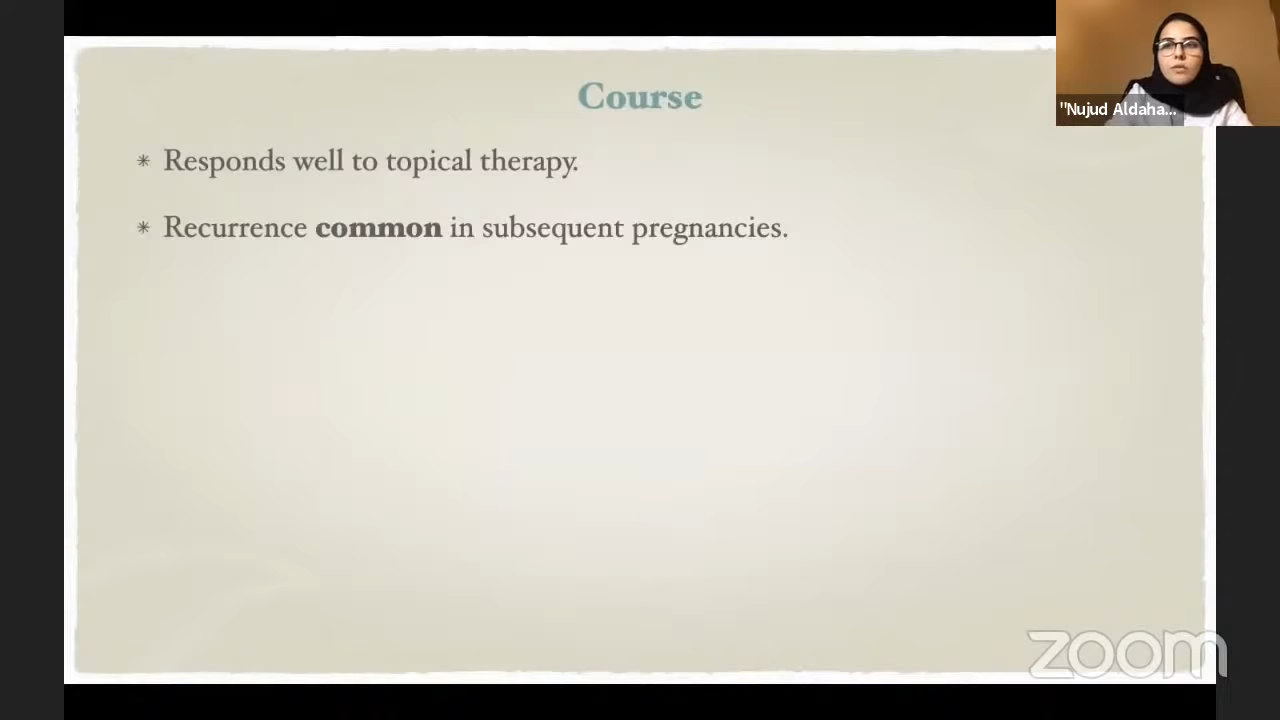 Course
* Responds well to topical therapy.
* Recurrence common in subsequent pregnancies.
"Nujud Aldaha...
zoom